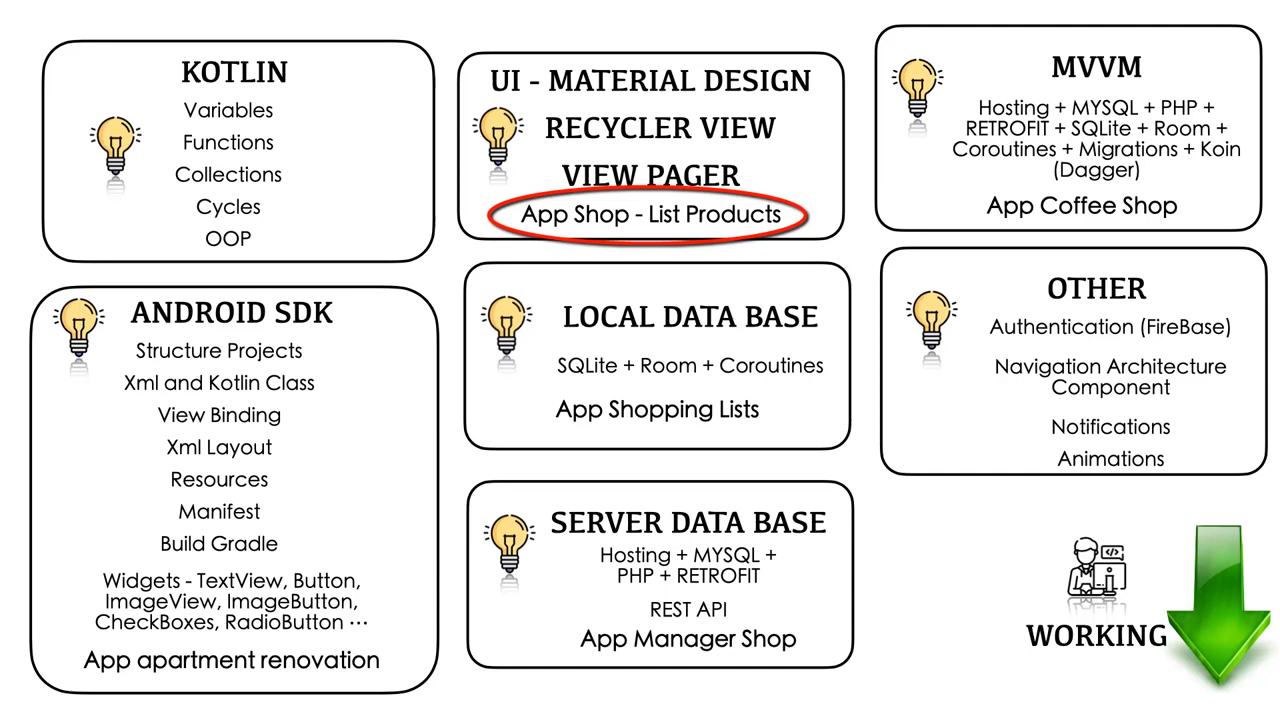 KOTLIN
Variables
Functions
Collections
Cycles
OOP
ANDROID SDK
Structure Projects
Xml and Kotlin Class
View Binding
Xml Layout
Resources
Manifest
Build Gradle
Widgets - TextView, Button,
ImageView, ImageButton,
CheckBoxes, RadioButton ···
App apartment renovation
UI - MATERIAL DESIGN
RECYCLER VIEW
VIEW PAGER
App Shop - List Products
LOCAL DATA BASE
SQLite + Room + Coroutines
App Shopping Lists
SERVER DATA BASE
Hosting + MYSQL +
PHP + RETROFIT
REST API
App Manager Shop
MVVM
Hosting + MYSQL + PHP +
RETROFIT + SQLite + Room +
Coroutines + Migrations + Koin
(Dagger)
App Coffee Shop
OTHER
Authentication (FireBase)
Navigation Architecture
Component
Notifications
Animations
WORKING